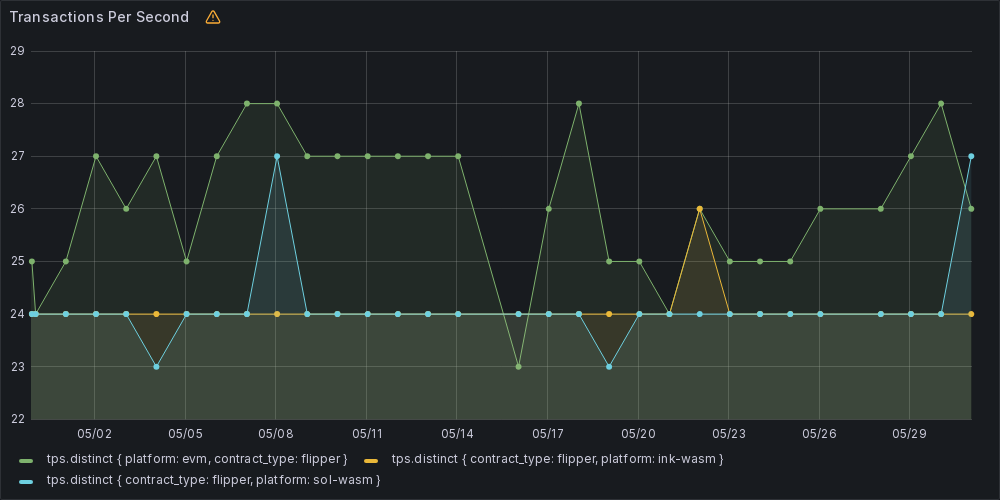 Transactions Per Second
29
28
27
26
25
24
23
22
05/02 05/05 05/08 05/11 05/14 05/17 05/20 05/23 05/26 05/29
tps.distinct { platform: evm, contract_type: flipper } tps.distinct { contract_type: flipper, platform: ink-wasm }
tps.distinct { contract_type: flipper, platform: sol-wasm }